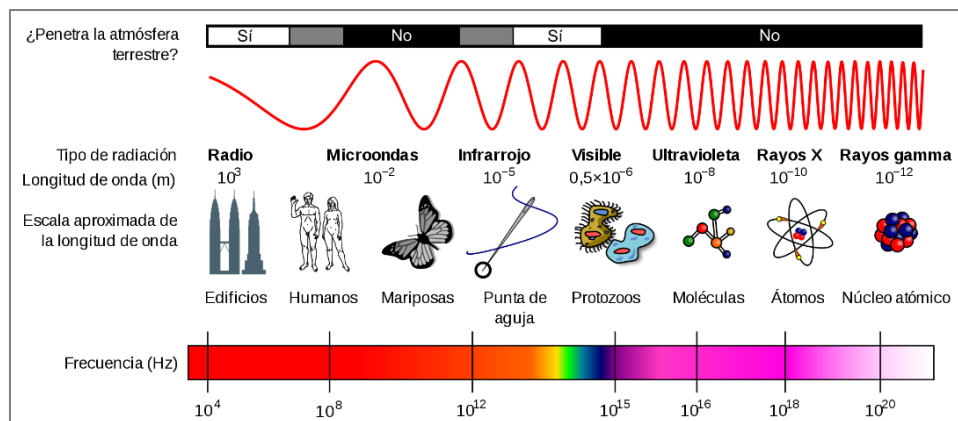 ¿Penetra la atmósfera
terrestre?
Sí No Sí No
Tipo de radiación Radio Microondas Infrarrojo Visible Ultravioleta Rayos X Rayos gamma
Longitud de onda (m) 10³ 10⁻² 10⁻⁵ 0,5×10⁻⁶ 10⁻⁸ 10⁻¹⁰ 10⁻¹²
Escala aproximada de
la longitud de onda
Edificios Humanos Mariposas Punta de Protozoos Moléculas Átomos Núcleo atómico
aguja
Frecuencia (Hz)
10⁴ 10⁸ 10¹² 10¹⁵ 10¹⁶ 10¹⁸ 10²⁰